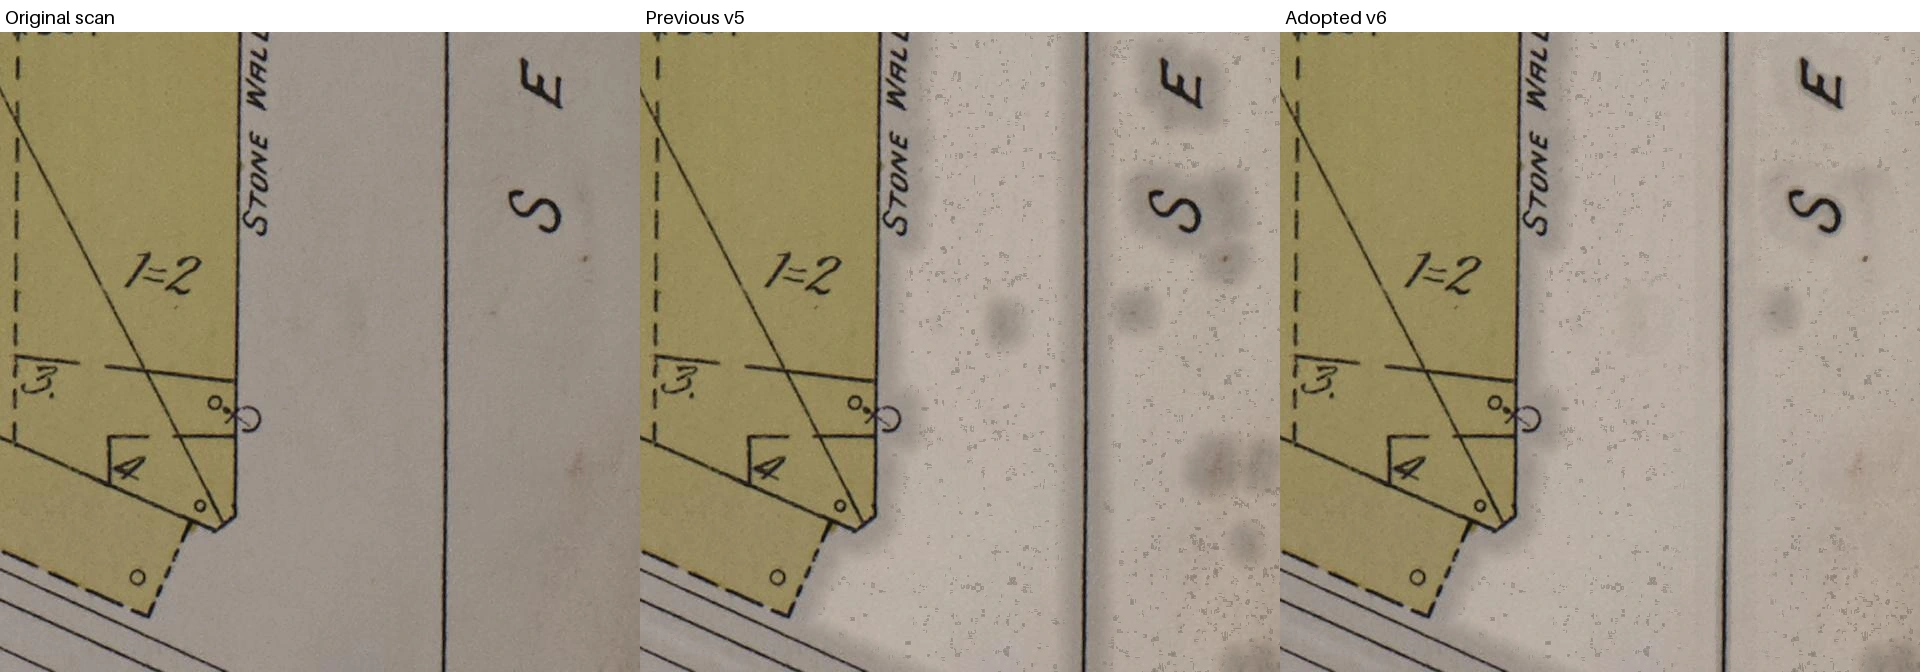 Original scan
Previous v5
Adopted v6
STONE WALL
E
S
1=2
3.
4
STONE WALL
E
S
1=2
3.
4
STONE WALL
E
S
1=2
3.
4